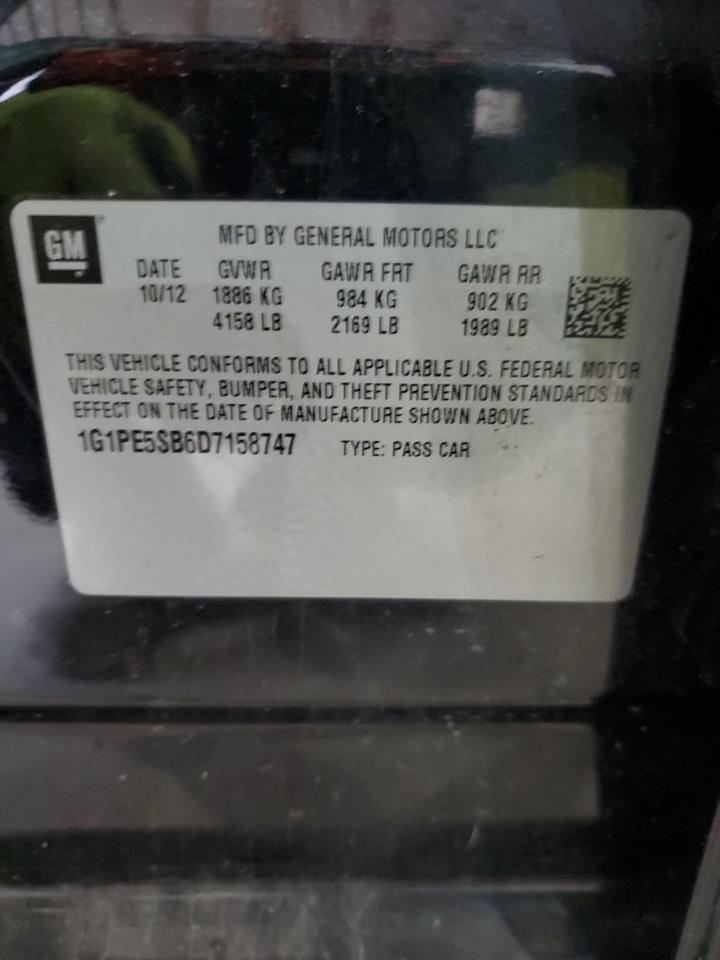 GM
MFD BY GENERAL MOTORS LLC
DATE GVWR GAWR FRT GAWR RR
10/12 1886 KG 984 KG 902 KG
4158 LB 2169 LB 1989 LB
THIS VEHICLE CONFORMS TO ALL APPLICABLE U.S. FEDERAL MOTOR
VEHICLE SAFETY, BUMPER, AND THEFT PREVENTION STANDARDS IN
EFFECT ON THE DATE OF MANUFACTURE SHOWN ABOVE.
1G1PE5SB6D7158747 TYPE: PASS CAR